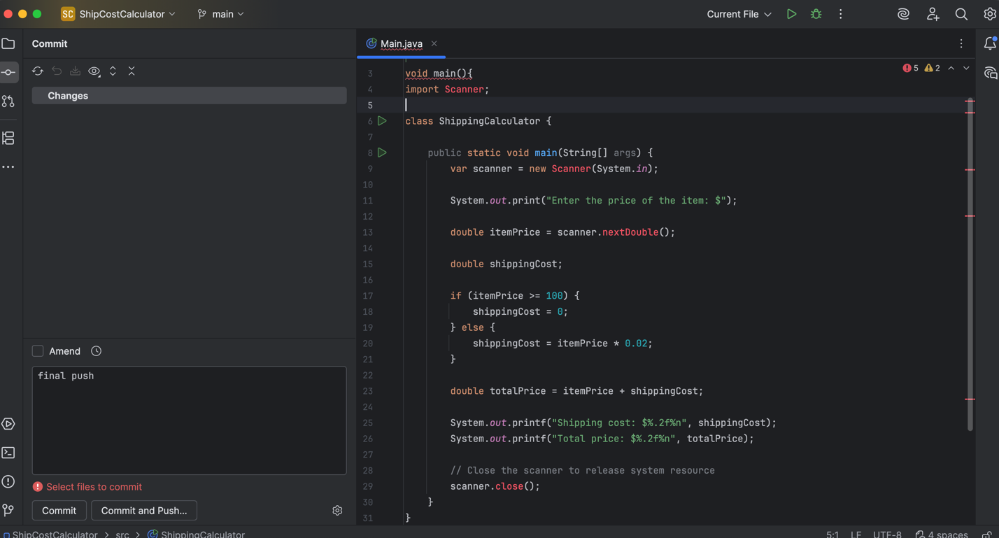 SC ShipCostCalculator main Current File
Commit
Main.java
Changes
5 2
3 void main(){
4 import Scanner;
5
6 class ShippingCalculator {
7
8 public static void main(String[] args) {
9 var scanner = new Scanner(System.in);
10
11 System.out.print("Enter the price of the item: $");
12
13 double itemPrice = scanner.nextDouble();
14
15 double shippingCost;
16
17 if (itemPrice >= 100) {
18 shippingCost = 0;
19 } else {
20 shippingCost = itemPrice * 0.02;
21 }
22
23 double totalPrice = itemPrice + shippingCost;
24
25 System.out.printf("Shipping cost: $%.2f%n", shippingCost);
26 System.out.printf("Total price: $%.2f%n", totalPrice);
27
28 // Close the scanner to release system resource
29 scanner.close();
30 }
31 }
Amend
final push
Select files to commit
Commit Commit and Push...
ShipCostCalculator > src > ShippingCalculator 5:1 LF UTF-8 4 spaces